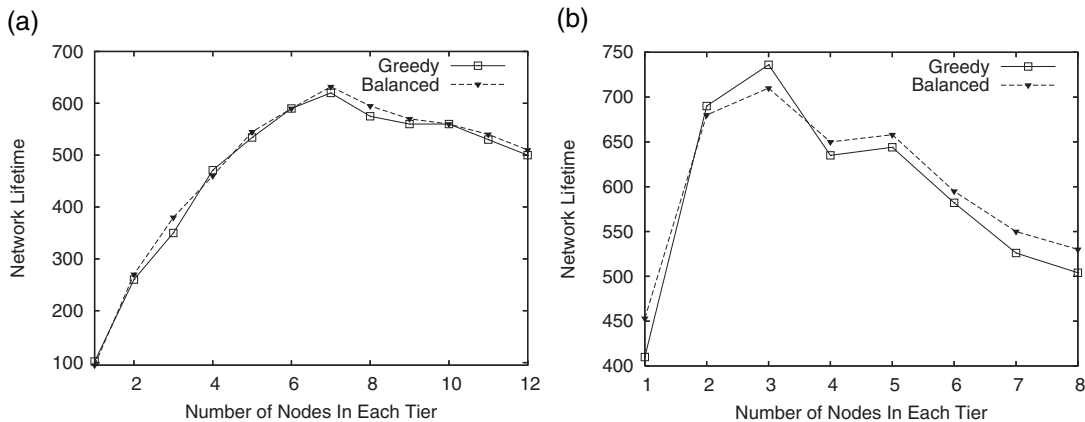 (a)
700
600
500
400
300
200
100
2 4 6 8 10 12
Network Lifetime
Number of Nodes In Each Tier
Greedy
Balanced
(b)
750
700
650
600
550
500
450
400
1 2 3 4 5 6 7 8
Network Lifetime
Number of Nodes In Each Tier
Greedy
Balanced